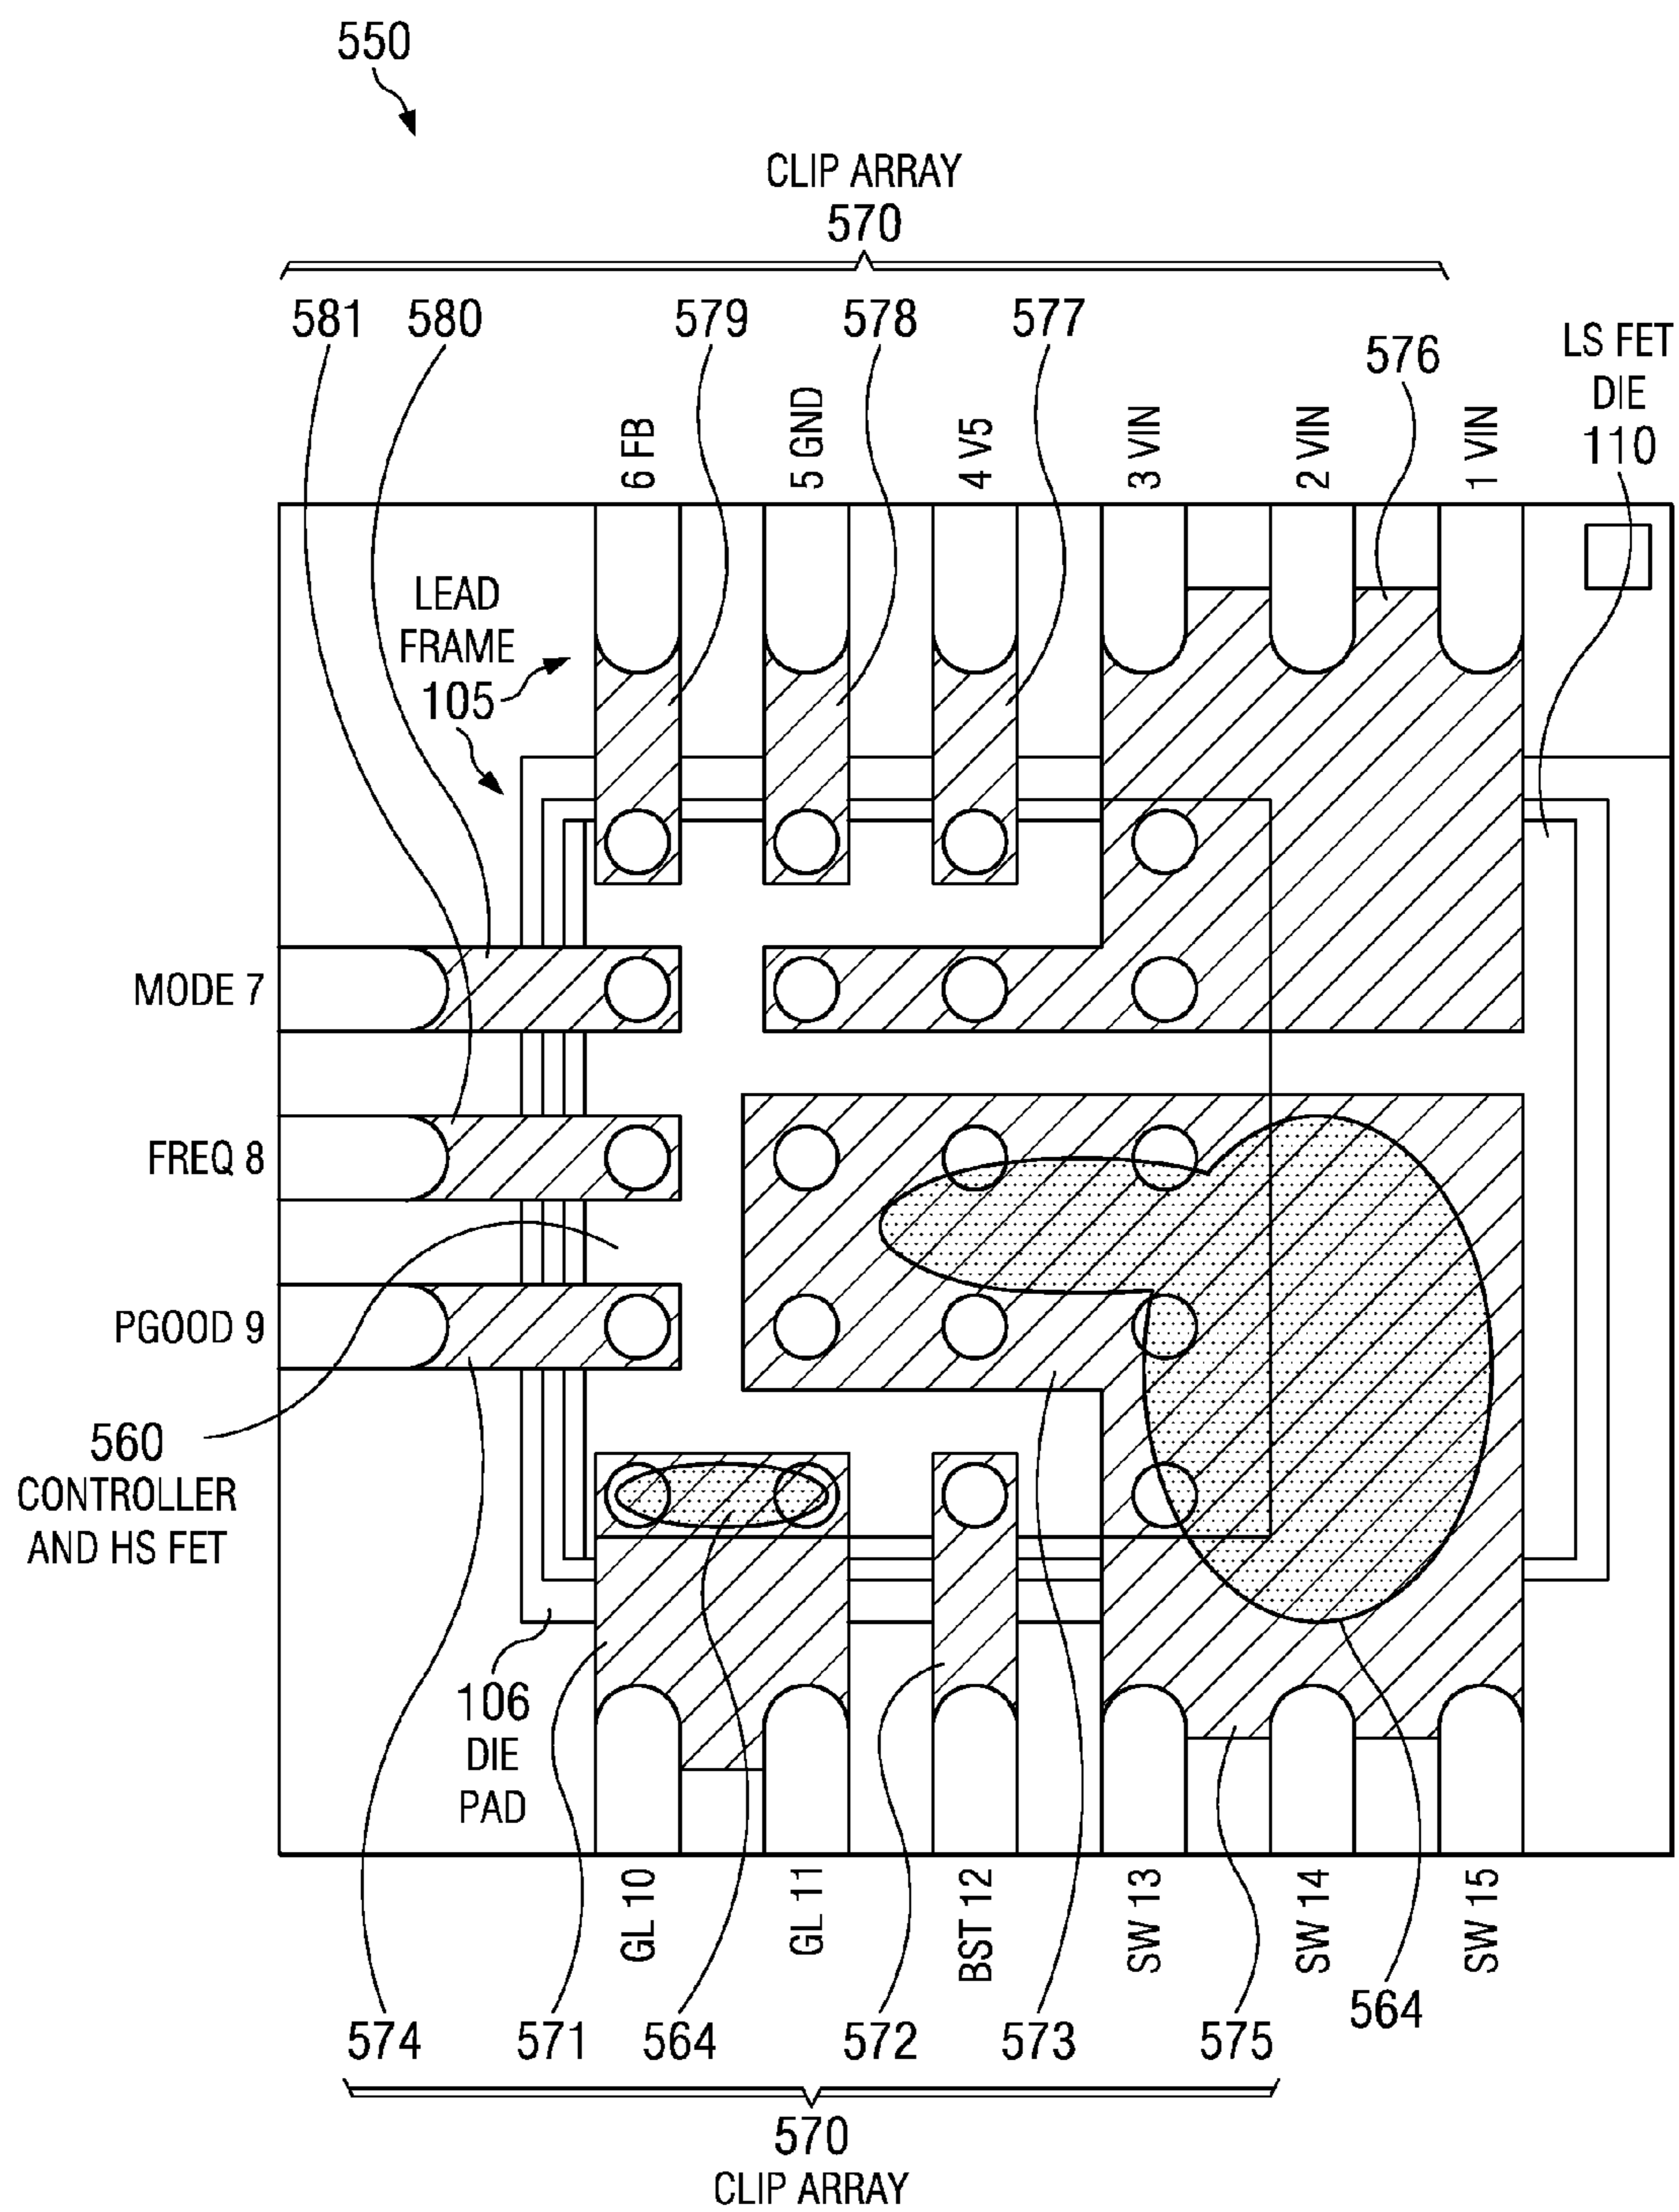 550
CLIP ARRAY
570
581
580
579
578
577
576
LS FET
DIE
110
6 FB
5 GND
4 V5
3 VIN
2 VIN
1 VIN
LEAD
FRAME
105
MODE 7
FREQ 8
PGOOD 9
560
CONTROLLER
AND HS FET
106
DIE
PAD
GL 10
GL 11
BST 12
SW 13
SW 14
SW 15
574
571
564
572
573
575
564
570
CLIP ARRAY